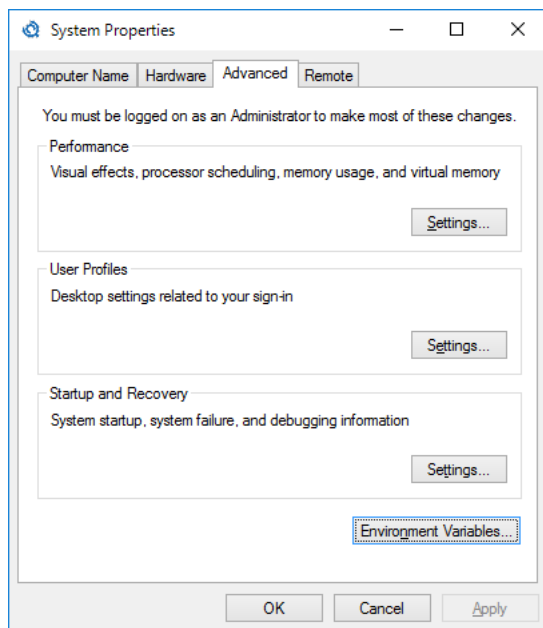 System Properties
Computer Name Hardware Advanced Remote
You must be logged on as an Administrator to make most of these changes.
Performance
Visual effects, processor scheduling, memory usage, and virtual memory
Settings...
User Profiles
Desktop settings related to your sign-in
Settings...
Startup and Recovery
System startup, system failure, and debugging information
Settings...
Environment Variables...
OK Cancel Apply